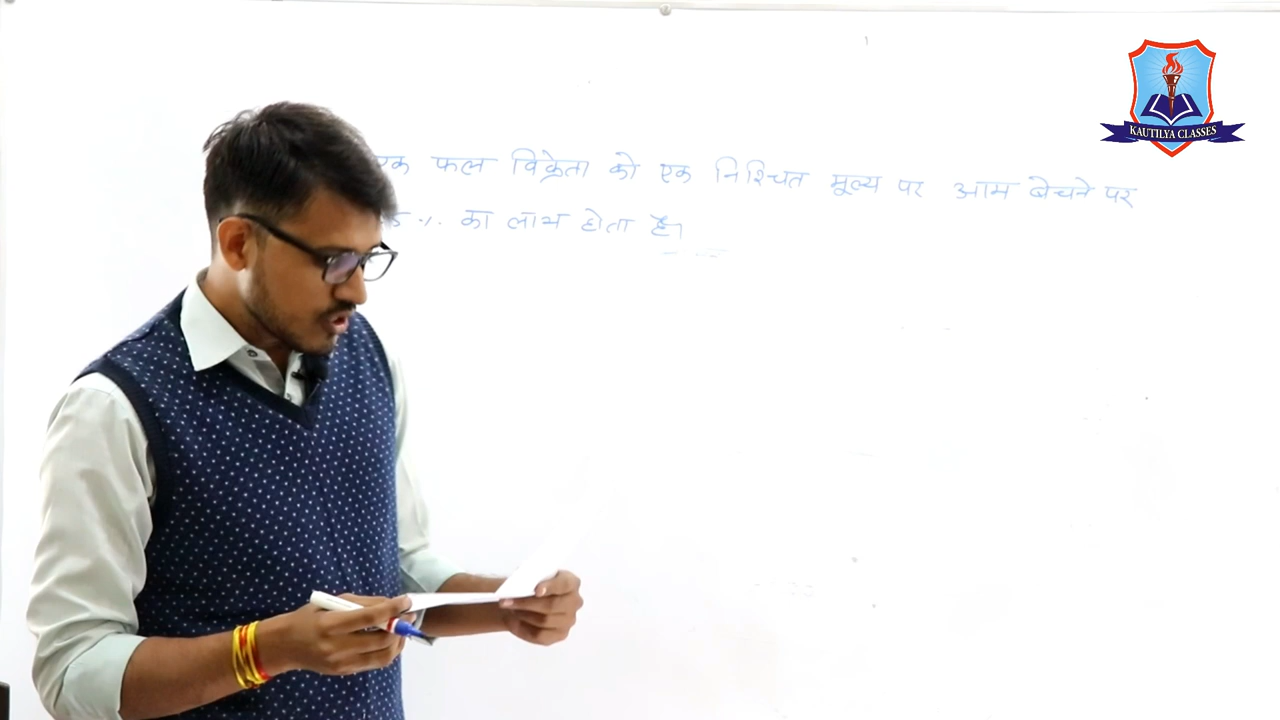 एक फल विक्रेता को एक निश्चित मूल्य पर आम बेचने पर
का लाभ होता है।
KAUTILYA CLASSES